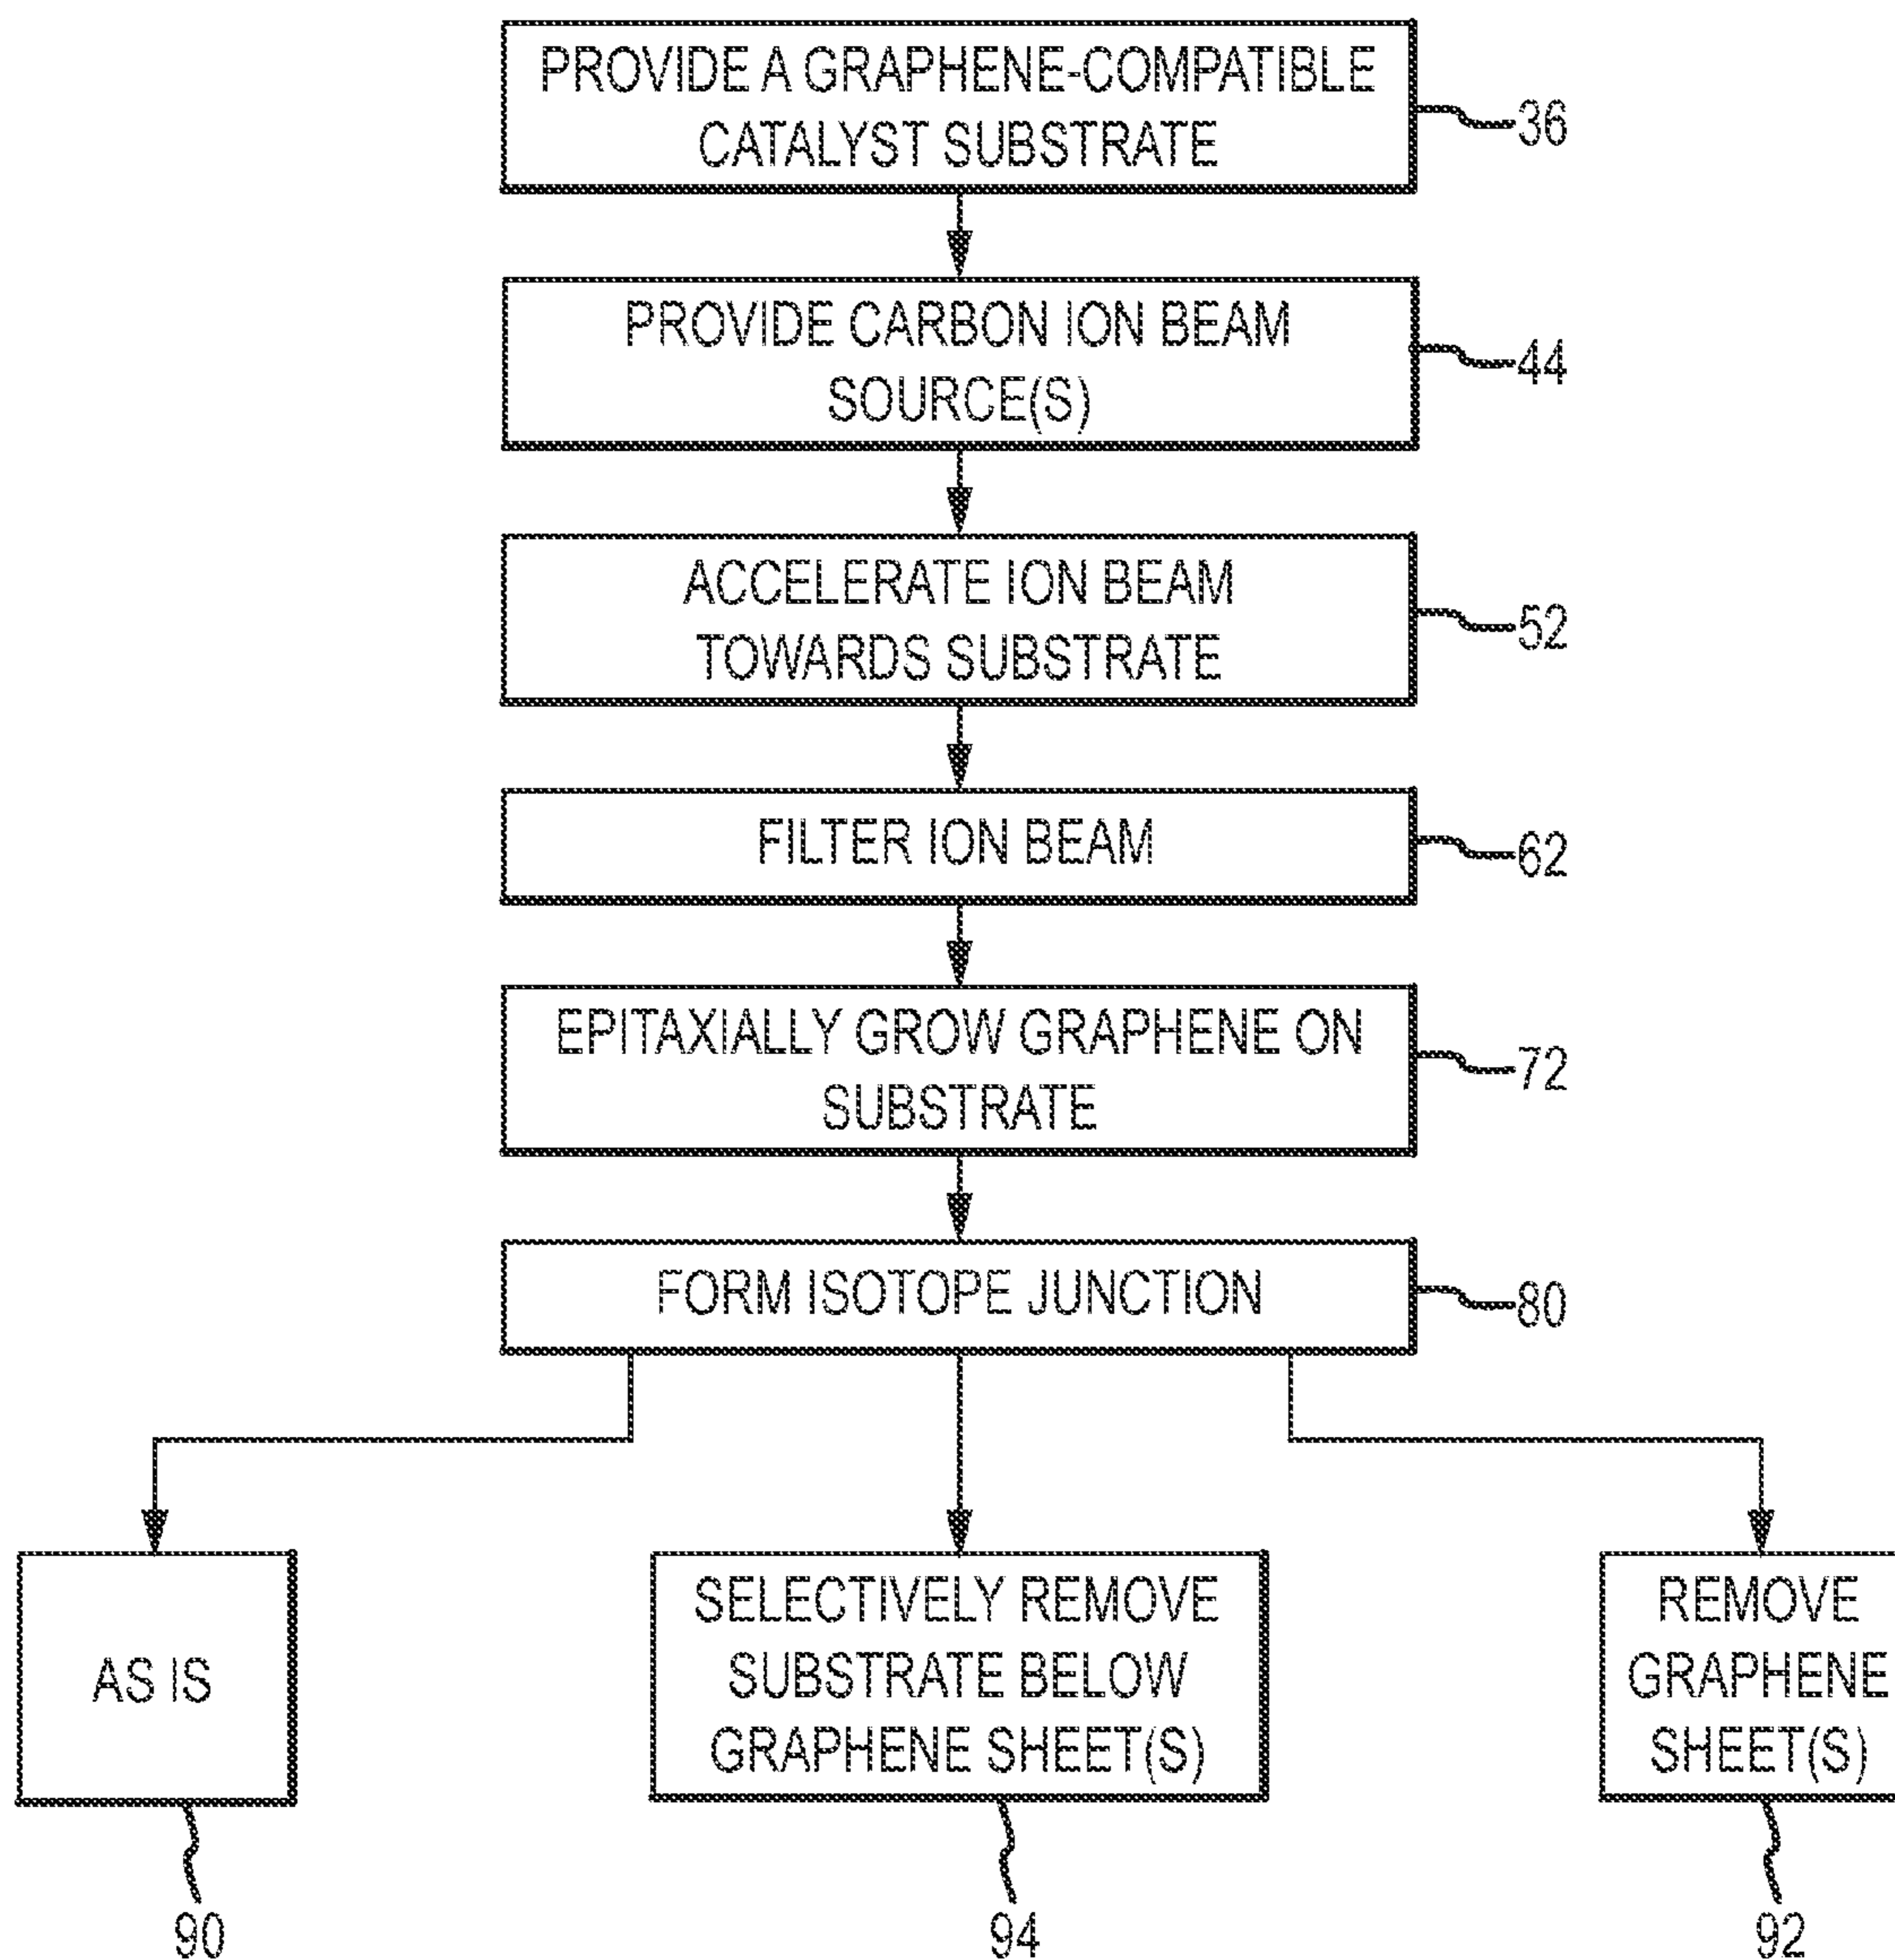 PROVIDE A GRAPHENE-COMPATIBLE
CATALYST SUBSTRATE
36
PROVIDE CARBON ION BEAM
SOURCE(S)
44
ACCELERATE ION BEAM
TOWARDS SUBSTRATE
52
FILTER ION BEAM
62
EPITAXIALLY GROW GRAPHENE ON
SUBSTRATE
72
FORM ISOTOPE JUNCTION
80
AS IS
90
SELECTIVELY REMOVE
SUBSTRATE BELOW
GRAPHENE SHEET(S)
94
REMOVE
GRAPHENE
SHEET(S)
92